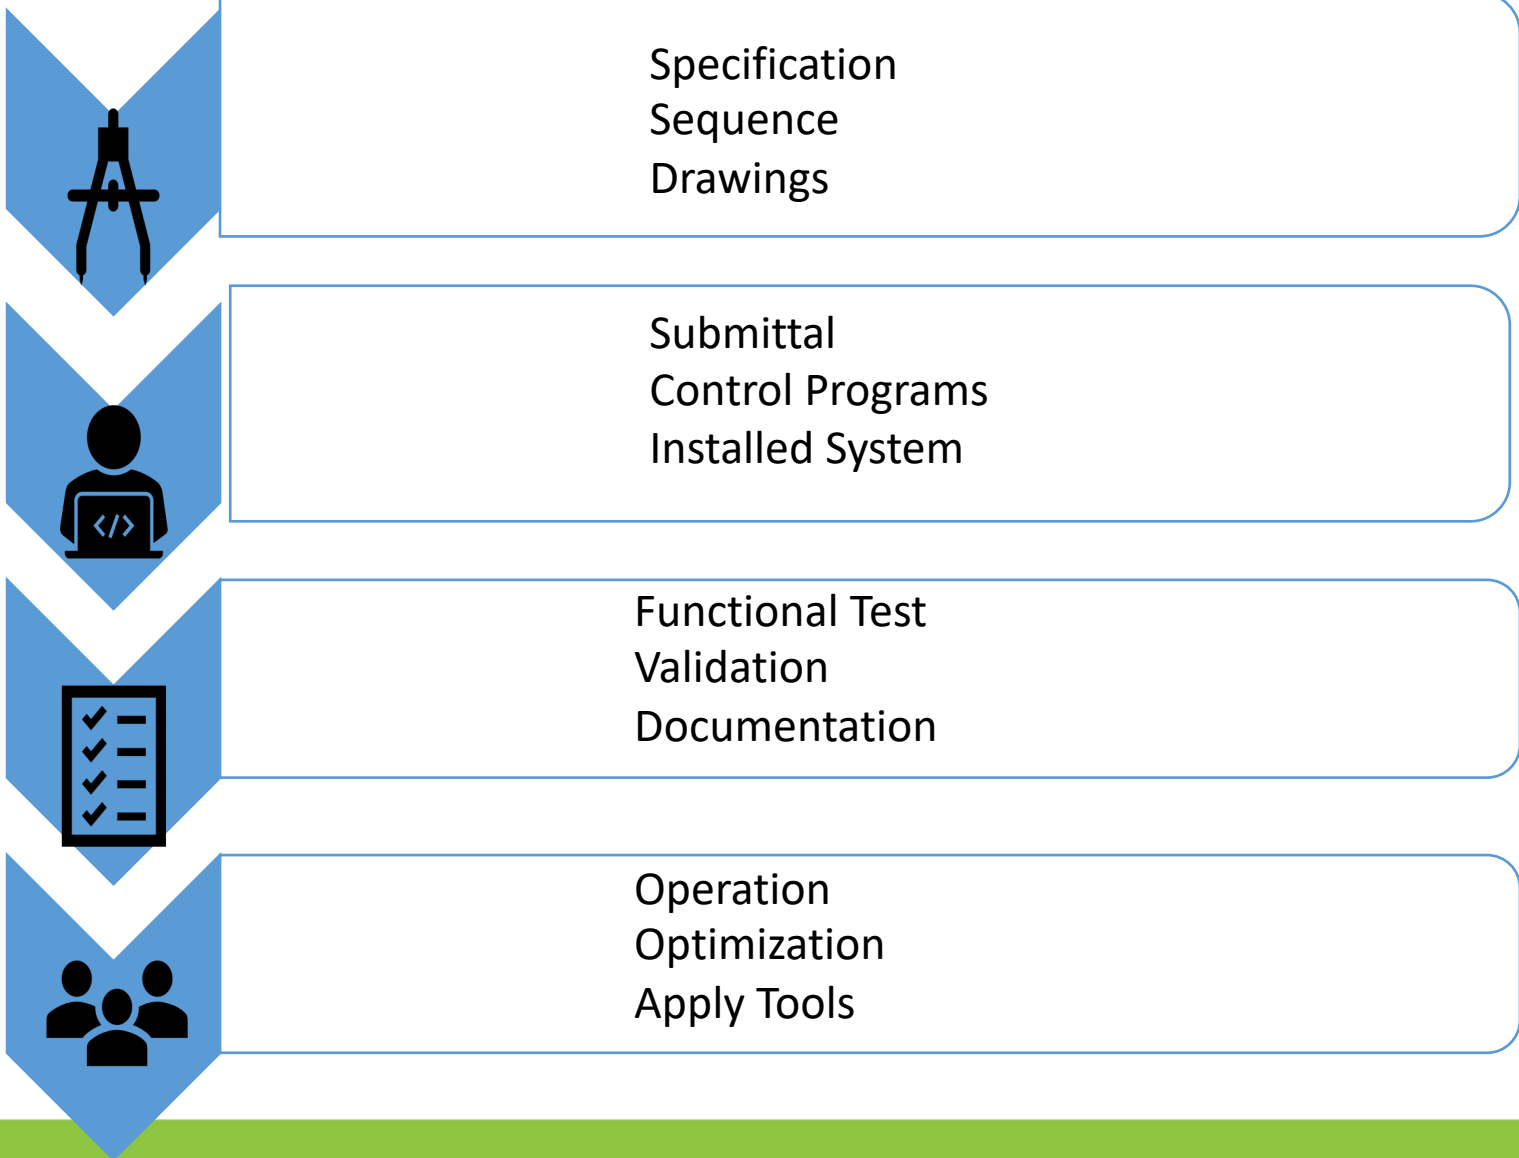 Specification
Sequence
Drawings
Submittal
Control Programs
Installed System
</>
Functional Test
Validation
Documentation
Operation
Optimization
Apply Tools